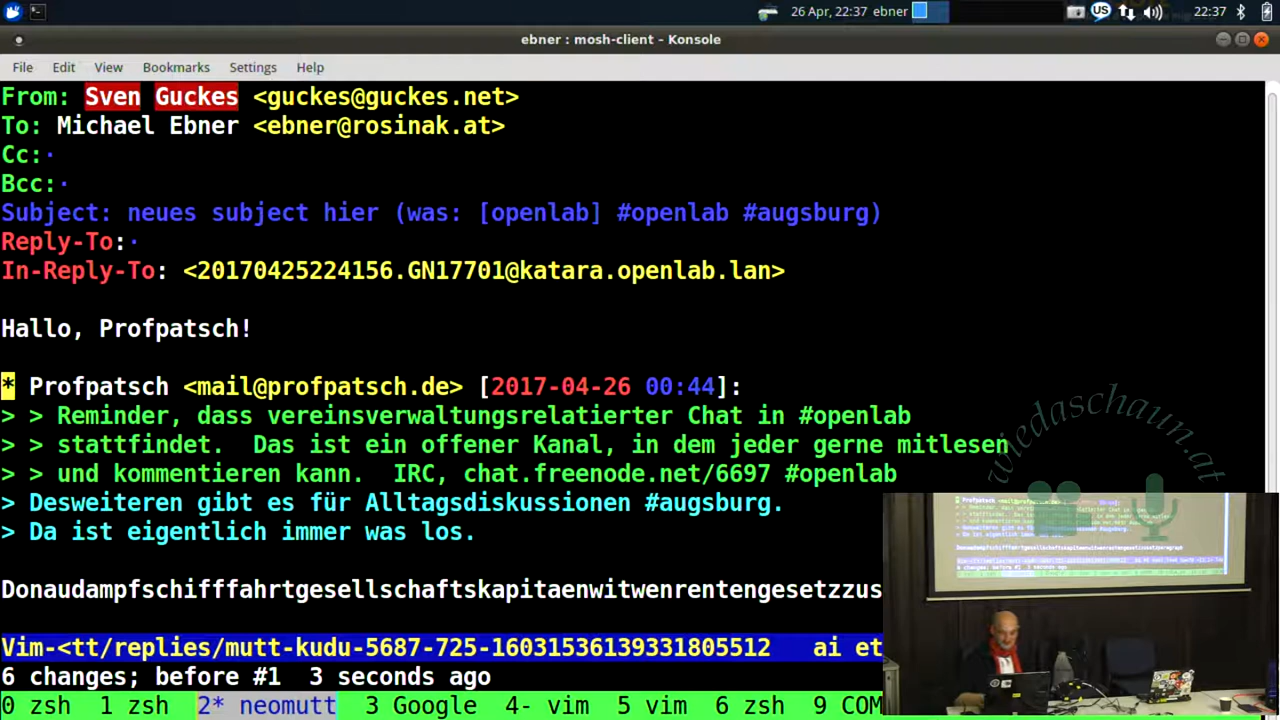 26 Apr, 22:37 ebner
US
22:37
ebner : mosh-client – Konsole
File Edit View Bookmarks Settings Help
From: Sven Guckes <guckes@guckes.net>
To: Michael Ebner <ebner@rosinak.at>
Cc:·
Bcc:·
Subject: neues subject hier (was: [openlab] #openlab #augsburg)
Reply-To:·
In-Reply-To: <20170425224156.GN17701@katara.openlab.lan>
Hallo, Profpatsch!
* Profpatsch <mail@profpatsch.de> [2017-04-26 00:44]:
> > Reminder, dass vereinsverwaltungsrelatierter Chat in #openlab
> > stattfindet.  Das ist ein offener Kanal, in dem jeder gerne mitlesen
> > und kommentieren kann.  IRC, chat.freenode.net/6697 #openlab
> Desweiteren gibt es für Alltagsdiskussionen #augsburg.
> Da ist eigentlich immer was los.
Donaudampfschifffahrtgesellschaftskapitaenwitwenrentengesetzzus
Vim-<tt/replies/mutt-kudu-5687-725-16031536139331805512   ai et
6 changes; before #1  3 seconds ago
0 zsh  1 zsh  2* neomutt  3 Google  4- vim  5 vim  6 zsh  9 COM
wiedaschaun.at